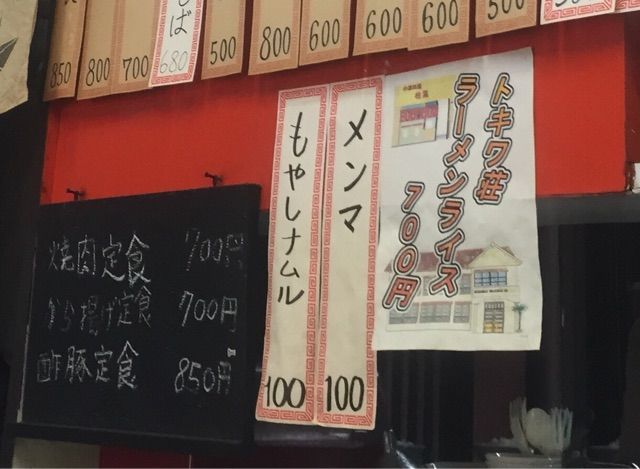 850
800
700
そば
680
500
800
600
600
600
500
トキワ荘
ラーメンライス
700円
メンマ
100
もやしナムル
100
焼肉定食 700円
から揚げ定食 700円
豚定食 850円